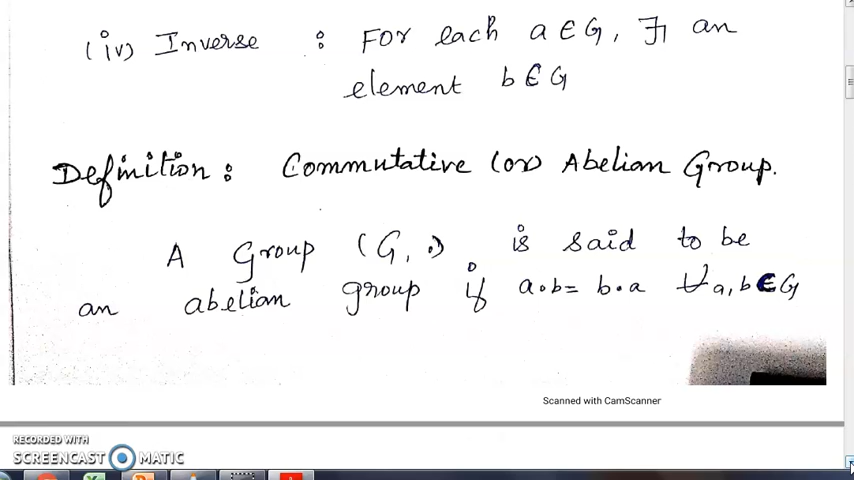 (iv) Inverse : For each a ∈ G, ∃ an
element b ∈ G
Definition : Commutative (or) Abelian Group.
A Group (G, .) is said to be
an abelian group if a • b = b • a ∀ a, b ∈ G
Scanned with CamScanner
RECORDED WITH
SCREENCAST MATIC